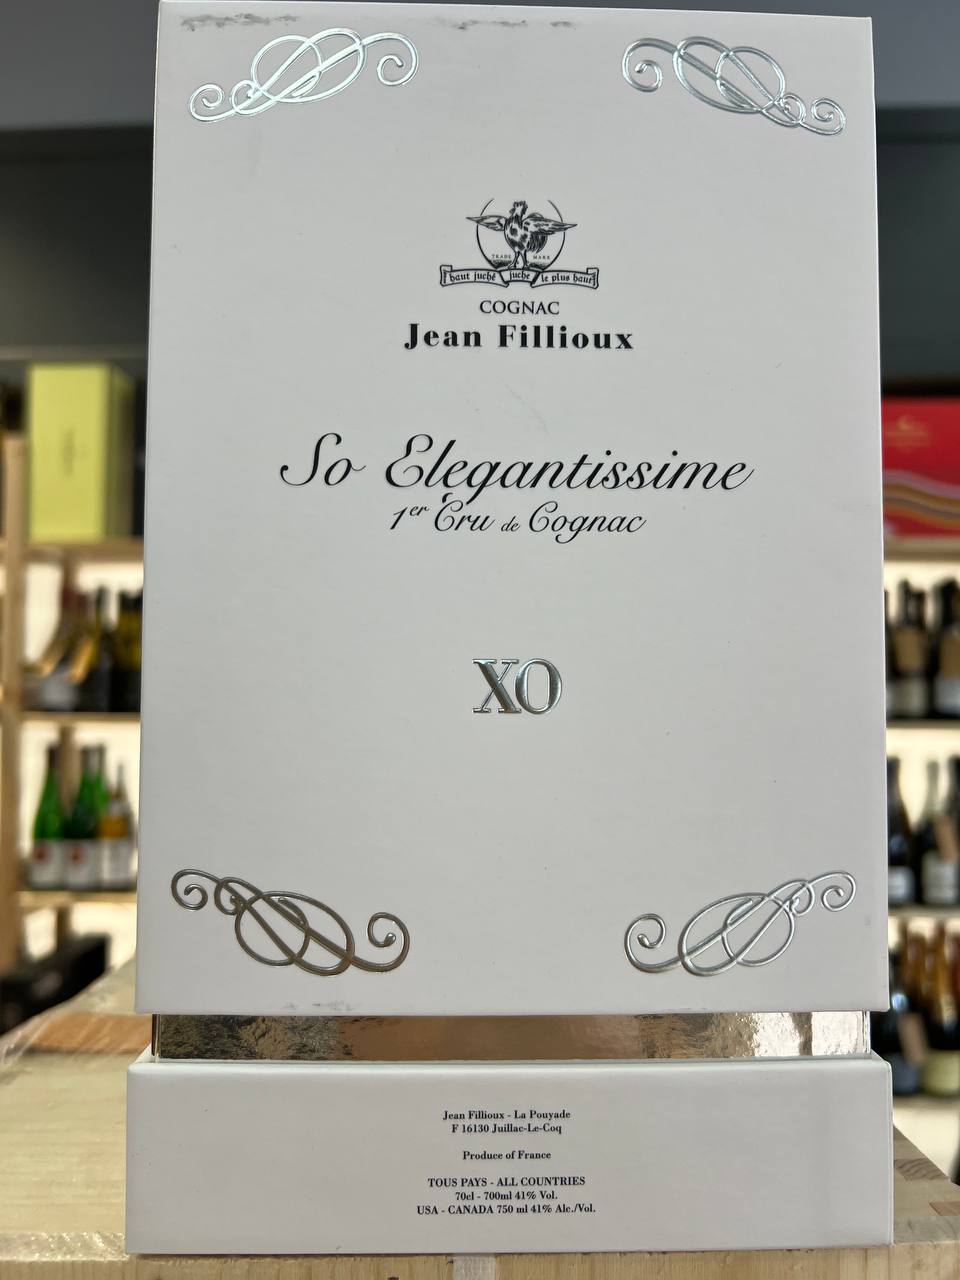 TRADE MARK
haut juché juche le plus haut
COGNAC
Jean Fillioux
So Elegantissime
1er Cru de Cognac
XO
Jean Fillioux - La Pouyade
F 16130 Juillac-Le-Coq
Produce of France
TOUS PAYS - ALL COUNTRIES
70cl - 700ml 41% Vol.
USA - CANADA 750 ml 41% Alc./Vol.